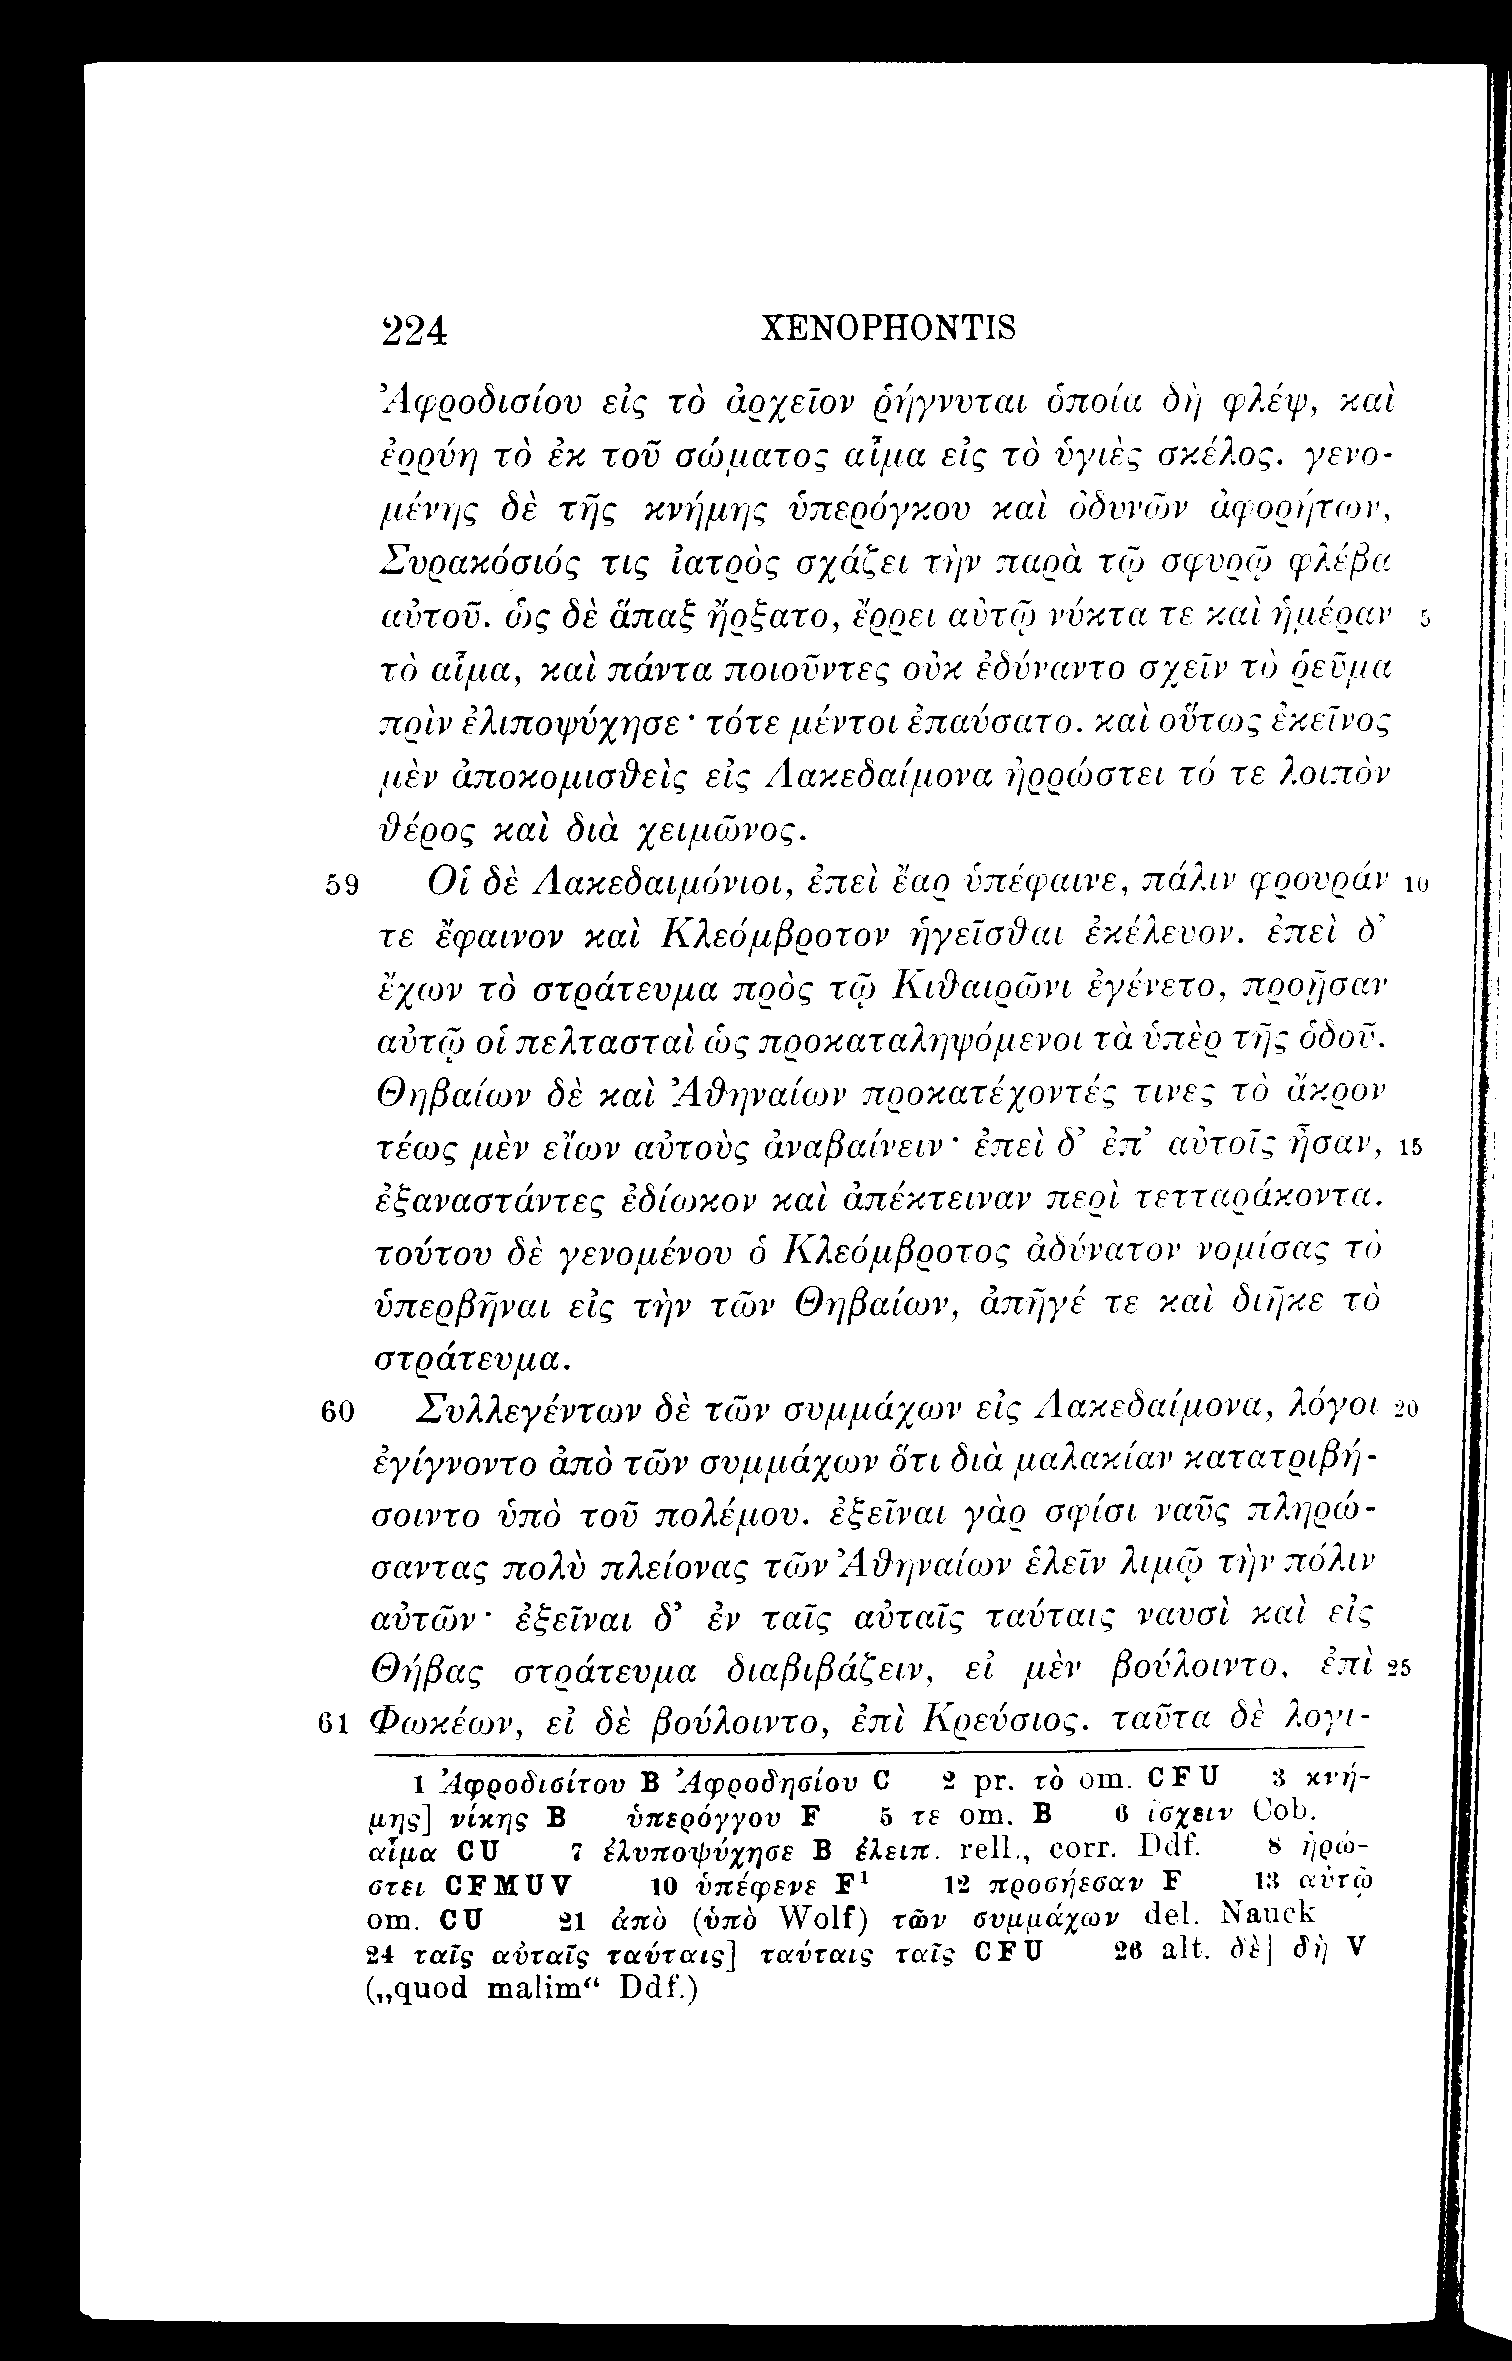 224 XENOPHONTIS
Ἀφροδισίου εἰς τὸ ἀρχεῖον ῥήγνυται ὁποία δὴ φλέψ, καὶ
ἐρρύη τὸ ἐκ τοῦ σώματος αἷμα εἰς τὸ ὑγιὲς σκέλος. γενο-
μένης δὲ τῆς κνήμης ὑπερόγκου καὶ ὀδυνῶν ἀφορήτων,
Συρακόσιός τις ἰατρὸς σχάζει τὴν παρὰ τῷ σφυρῷ φλέβα
αὐτοῦ. ὡς δὲ ἅπαξ ἤρξατο, ἔρρει αὐτῷ νύκτα τε καὶ ἡμέραν 5
τὸ αἷμα, καὶ πάντα ποιοῦντες οὐκ ἐδύναντο σχεῖν τὸ ῥεῦμα
πρὶν ἐλιποψύχησε· τότε μέντοι ἐπαύσατο. καὶ οὕτως ἐκεῖνος
μὲν ἀποκομισθεὶς εἰς Λακεδαίμονα ἠρρώστει τό τε λοιπὸν
θέρος καὶ διὰ χειμῶνος.
59 Οἱ δὲ Λακεδαιμόνιοι, ἐπεὶ ἔαρ ὑπέφαινε, πάλιν φρουράν 10
τε ἔφαινον καὶ Κλεόμβροτον ἡγεῖσθαι ἐκέλευον. ἐπεὶ δ’
ἔχων τὸ στράτευμα πρὸς τῷ Κιθαιρῶνι ἐγένετο, προῇσαν
αὐτῷ οἱ πελτασταὶ ὡς προκαταληψόμενοι τὰ ὑπὲρ τῆς ὁδοῦ.
Θηβαίων δὲ καὶ Ἀθηναίων προκατέχοντές τινες τὸ ἄκρον
τέως μὲν εἴων αὐτοὺς ἀναβαίνειν· ἐπεὶ δ’ ἐπ’ αὐτοῖς ἦσαν, 15
ἐξαναστάντες ἐδίωκον καὶ ἀπέκτειναν περὶ τετταράκοντα.
τούτου δὲ γενομένου ὁ Κλεόμβροτος ἀδύνατον νομίσας τὸ
ὑπερβῆναι εἰς τὴν τῶν Θηβαίων, ἀπῆγέ τε καὶ διῆκε τὸ
στράτευμα.
60 Συλλεγέντων δὲ τῶν συμμάχων εἰς Λακεδαίμονα, λόγοι 20
ἐγίγνοντο ἀπὸ τῶν συμμάχων ὅτι διὰ μαλακίαν κατατριβή-
σοιντο ὑπὸ τοῦ πολέμου. ἐξεῖναι γὰρ σφίσι ναῦς πληρώ-
σαντας πολὺ πλείονας τῶν Ἀθηναίων ἑλεῖν λιμῷ τὴν πόλιν
αὐτῶν· ἐξεῖναι δ’ ἐν ταῖς αὐταῖς ταύταις ναυσὶ καὶ εἰς
Θήβας στράτευμα διαβιβάζειν, εἰ μὲν βούλοιντο, ἐπὶ 25
61 Φωκέων, εἰ δὲ βούλοιντο, ἐπὶ Κρεύσιος. ταῦτα δὲ λογι-
1 Ἀφροδισίτου B Ἀφροδησίου C 2 pr. τὸ om. CFU 3 κνή-
μης] νίκης B ὑπερόγγου F 5 τε om. B 6 ἴσχειν Cob.
αἷμα CU 7 ἐλυποψύχησε B ἐλειπ. rell., corr. Ddf. 8 ἠρώ-
στει CFMUV 10 ὑπέφενε F¹ 12 προσήεσαν F 13 αὐτῷ
om. CU 21 ἀπὸ (ὑπὸ Wolf) τῶν συμμάχων del. Nauck
24 ταῖς αὐταῖς ταύταις] ταύταις ταῖς CFU 26 alt. δὲ] δὴ V
(„quod malim“ Ddf.)